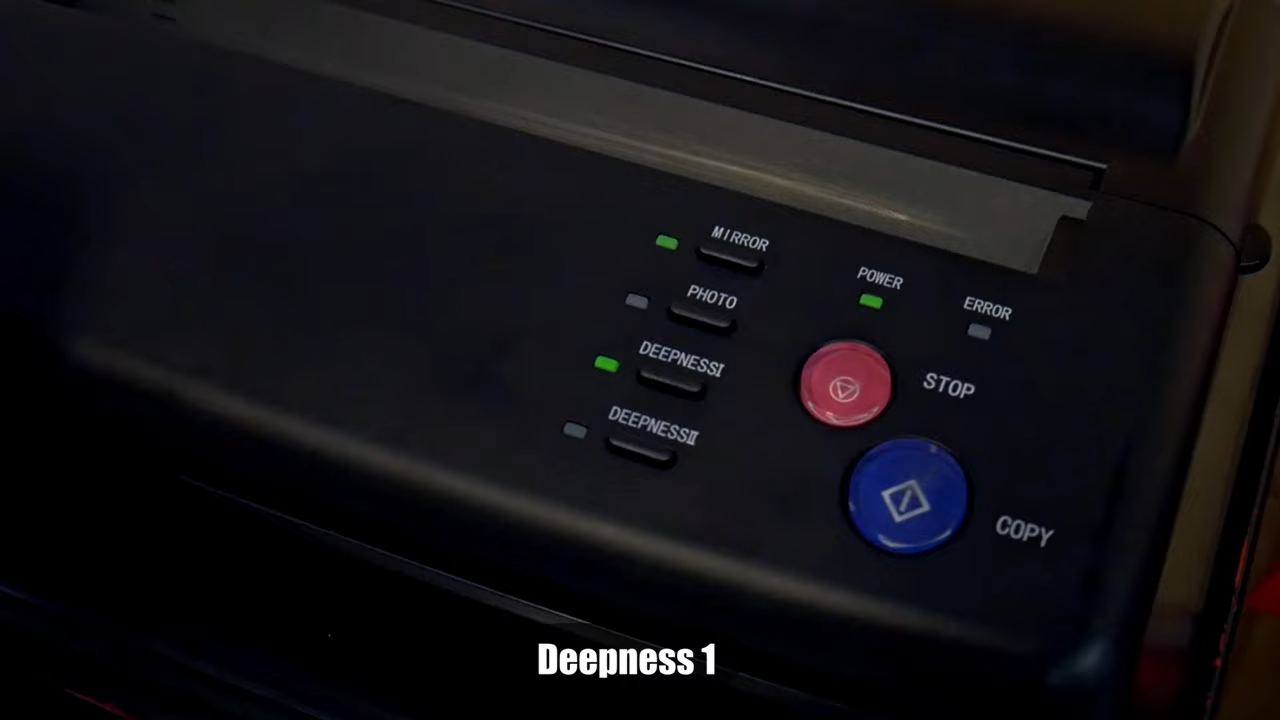 MIRROR
PHOTO
DEEPNESSⅠ
DEEPNESSⅡ
POWER
ERROR
STOP
COPY
Deepness 1